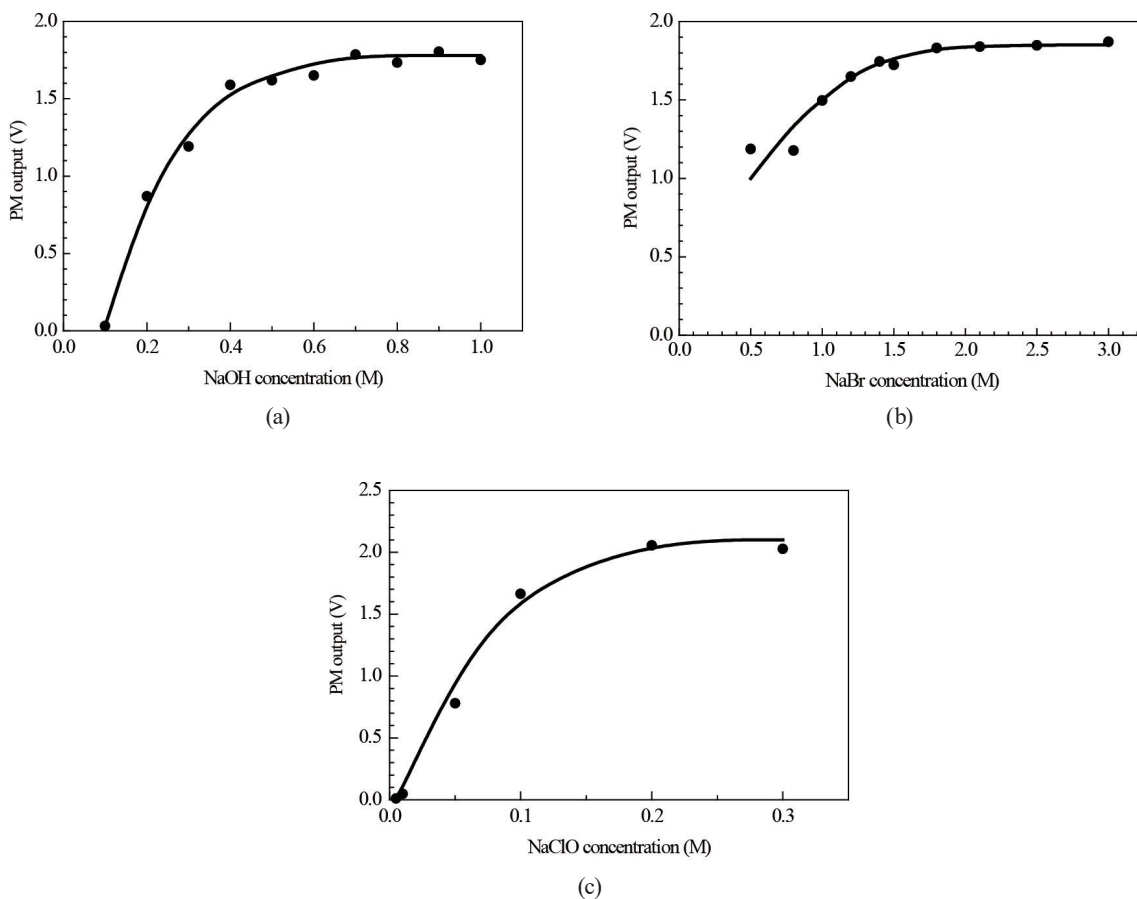 2.0
1.5
1.0
0.5
0.0
PM output (V)
0.0 0.2 0.4 0.6 0.8 1.0
NaOH concentration (M)
(a)
2.0
1.5
1.0
0.5
0.0
PM output (V)
0.0 0.5 1.0 1.5 2.0 2.5 3.0
NaBr concentration (M)
(b)
2.5
2.0
1.5
1.0
0.5
0.0
PM output (V)
0.0 0.1 0.2 0.3
NaClO concentration (M)
(c)